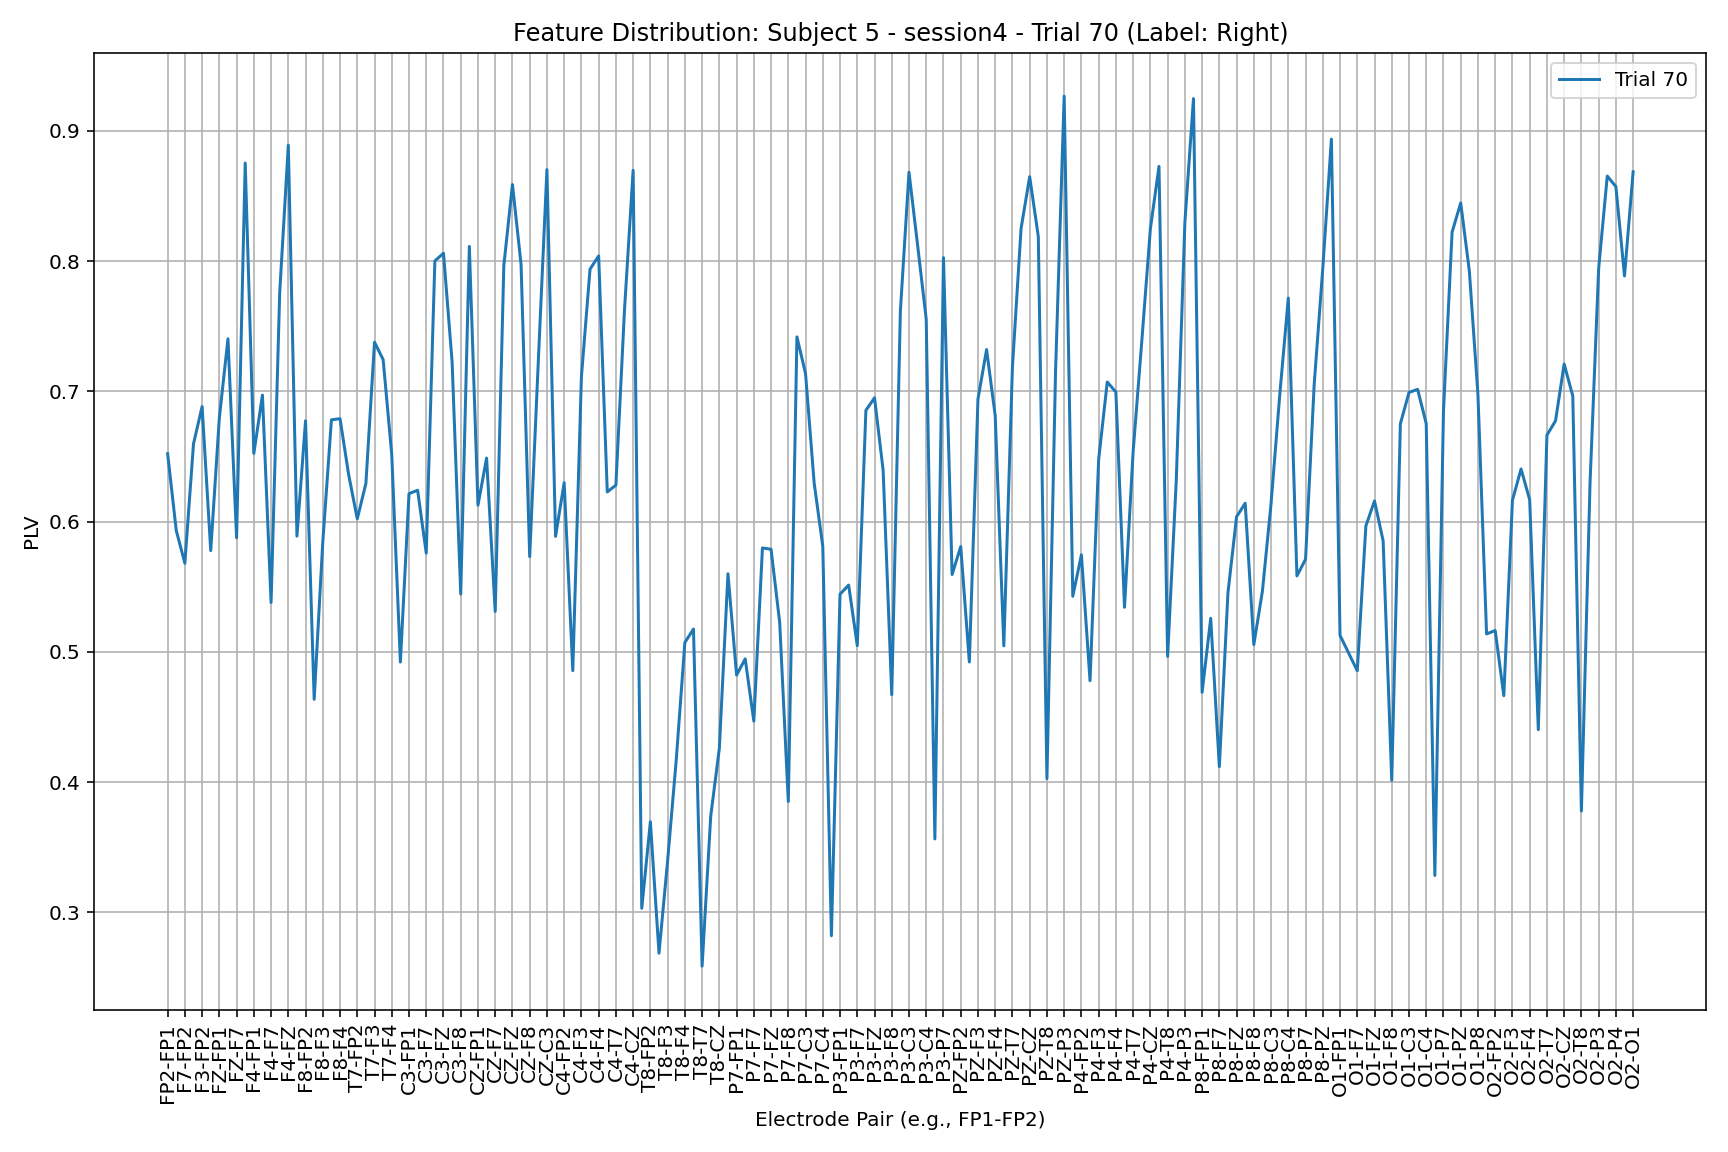 Feature Distribution: Subject 5 - session4 - Trial 70 (Label: Right)
Trial 70
PLV
0.9
0.8
0.7
0.6
0.5
0.4
0.3
FP2-FP1
F7-FP2
F3-FP2
FZ-FP1
FZ-F7
F4-FP1
F4-F7
F4-FZ
F8-FP2
F8-F3
F8-F4
T7-FP2
T7-F3
T7-F4
C3-FP1
C3-F7
C3-FZ
C3-F8
CZ-FP1
CZ-F7
CZ-FZ
CZ-F8
CZ-C3
C4-FP2
C4-F3
C4-F4
C4-T7
C4-CZ
T8-FP2
T8-F3
T8-F4
T8-T7
T8-CZ
P7-FP1
P7-F7
P7-FZ
P7-F8
P7-C3
P7-C4
P3-FP1
P3-F7
P3-FZ
P3-F8
P3-C3
P3-C4
P3-P7
PZ-FP2
PZ-F3
PZ-F4
PZ-T7
PZ-CZ
PZ-T8
PZ-P3
P4-FP2
P4-F3
P4-F4
P4-T7
P4-CZ
P4-T8
P4-P3
P8-FP1
P8-F7
P8-FZ
P8-F8
P8-C3
P8-C4
P8-P7
P8-PZ
O1-FP1
O1-F7
O1-FZ
O1-F8
O1-C3
O1-C4
O1-P7
O1-PZ
O1-P8
O2-FP2
O2-F3
O2-F4
O2-T7
O2-CZ
O2-T8
O2-P3
O2-P4
O2-O1
Electrode Pair (e.g., FP1-FP2)